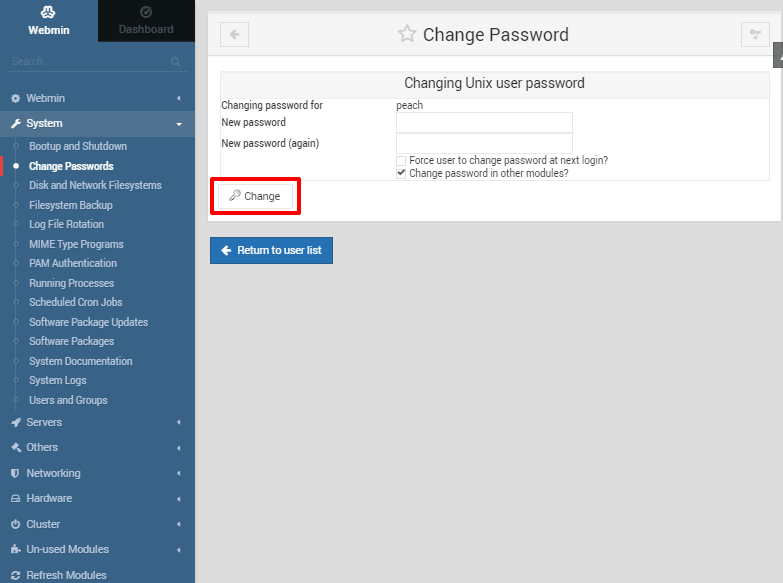 Webmin
Dashboard
Search
Webmin
System
Bootup and Shutdown
Change Passwords
Disk and Network Filesystems
Filesystem Backup
Log File Rotation
MIME Type Programs
PAM Authentication
Running Processes
Scheduled Cron Jobs
Software Package Updates
Software Packages
System Documentation
System Logs
Users and Groups
Servers
Others
Networking
Hardware
Cluster
Un-used Modules
Refresh Modules
Change Password
Changing Unix user password
Changing password for peach
New password
New password (again)
Force user to change password at next login?
Change password in other modules?
Change
Return to user list